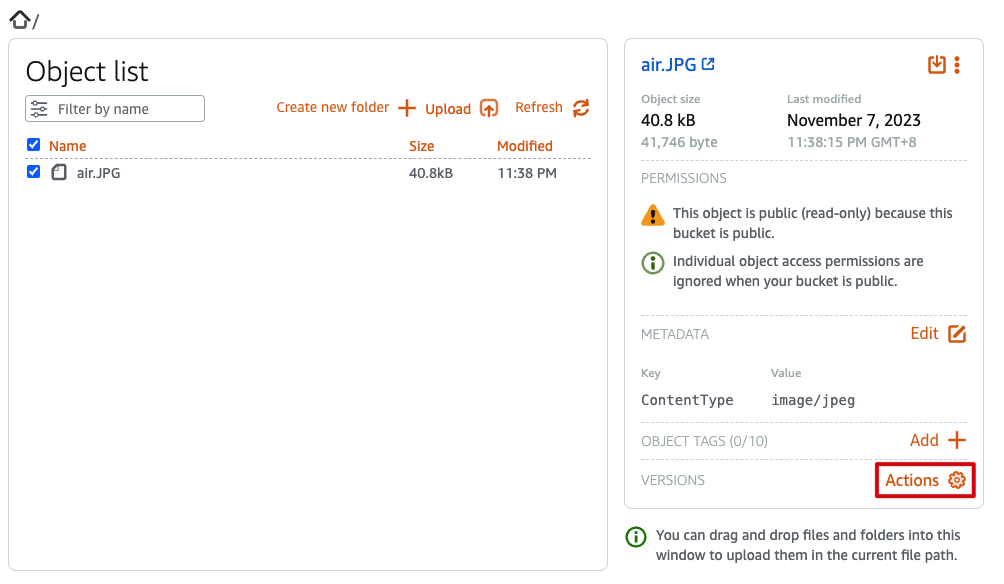 /
Object list
Filter by name
Create new folder
Upload
Refresh
Name Size Modified
air.JPG 40.8kB 11:38 PM
air.JPG
Object size Last modified
40.8 kB November 7, 2023
41,746 byte 11:38:15 PM GMT+8
PERMISSIONS
This object is public (read-only) because this
bucket is public.
Individual object access permissions are
ignored when your bucket is public.
METADATA Edit
Key Value
ContentType image/jpeg
OBJECT TAGS (0/10) Add
VERSIONS Actions
You can drag and drop files and folders into this
window to upload them in the current file path.